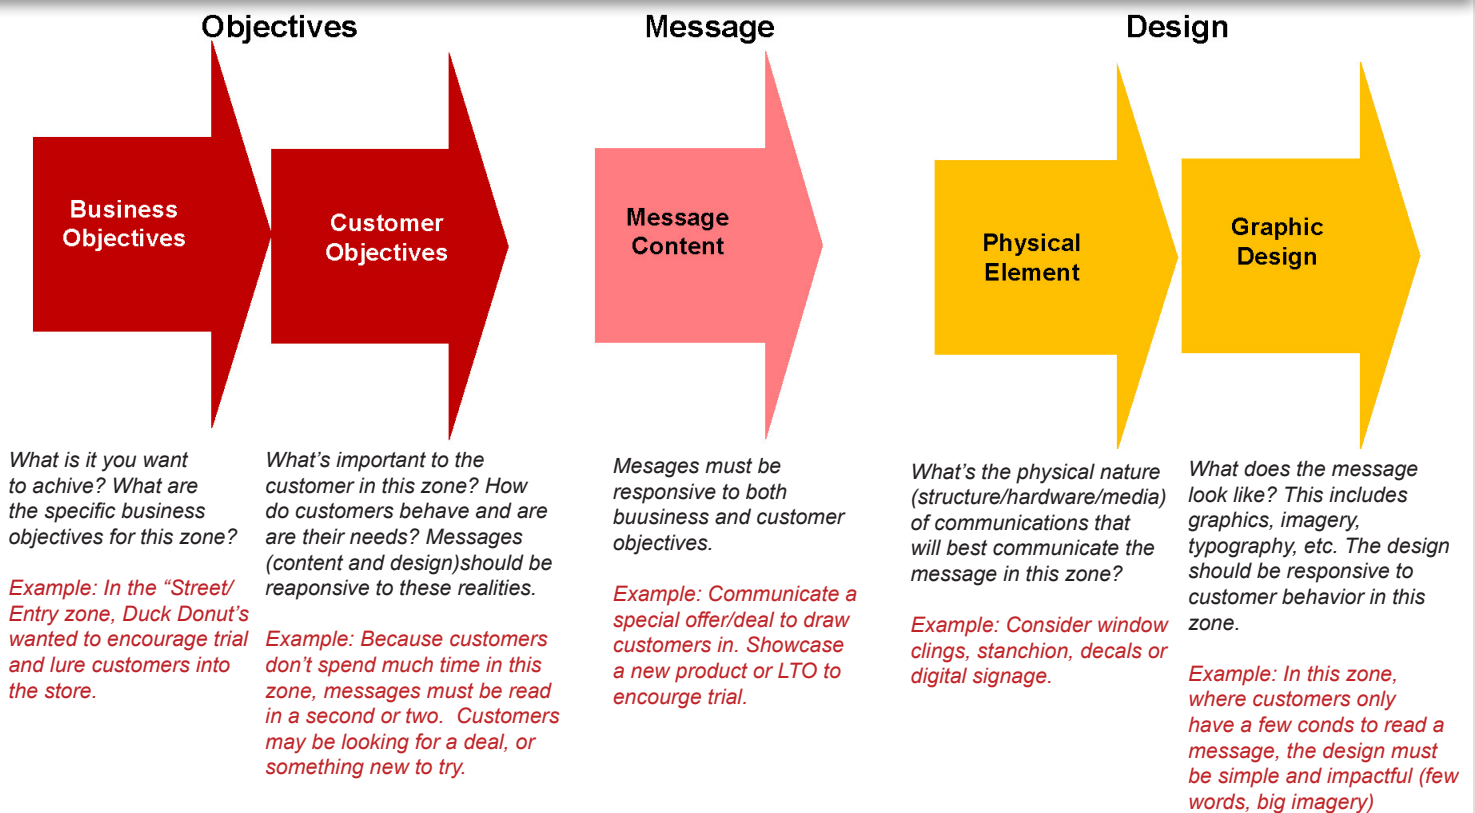 Objectives
Message
Design
Business
Objectives
Customer
Objectives
Message
Content
Physical
Element
Graphic
Design
What is it you want
to achive? What are
the specific business
objectives for this zone?
Example: In the “Street/
Entry zone, Duck Donut’s
wanted to encourage trial
and lure customers into
the store.
What’s important to the
customer in this zone? How
do customers behave and are
are their needs? Messages
(content and design)should be
reaponsive to these realities.
Example: Because customers
don’t spend much time in this
zone, messages must be read
in a second or two. Customers
may be looking for a deal, or
something new to try.
Mesages must be
responsive to both
buusiness and customer
objectives.
Example: Communicate a
special offer/deal to draw
customers in. Showcase
a new product or LTO to
encourge trial.
What’s the physical nature
(structure/hardware/media)
of communications that
will best communicate the
message in this zone?
Example: Consider window
clings, stanchion, decals or
digital signage.
What does the message
look like? This includes
graphics, imagery,
typography, etc. The design
should be responsive to
customer behavior in this
zone.
Example: In this zone,
where customers only
have a few conds to read a
message, the design must
be simple and impactful (few
words, big imagery)